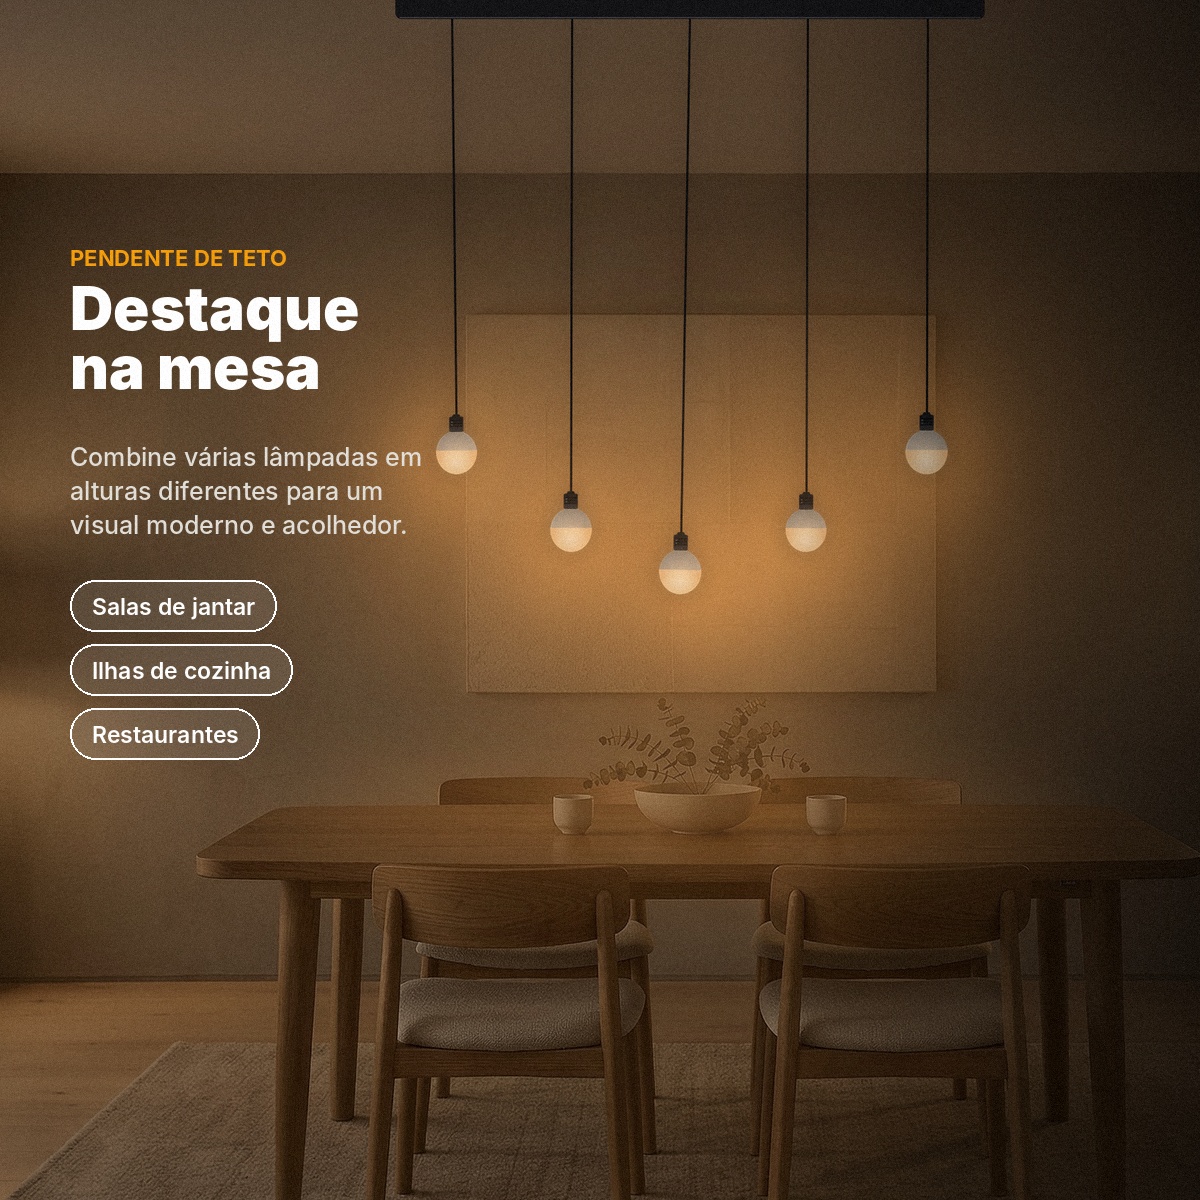 PENDENTE DE TETO
Destaque
na mesa
Combine várias lâmpadas em
alturas diferentes para um
visual moderno e acolhedor.
Salas de jantar
Ilhas de cozinha
Restaurantes